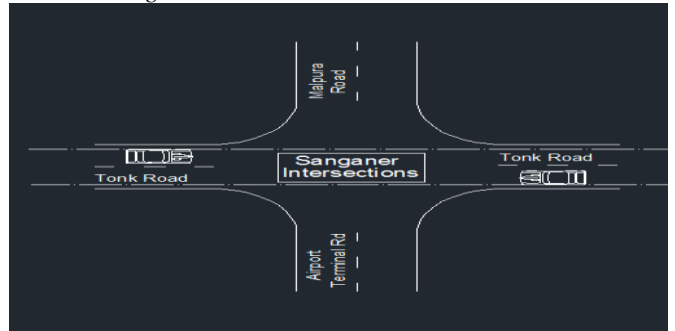 Malpura
Road
Tonk Road
Sanganer
Intersections
Tonk Road
Airport
Terminal Rd